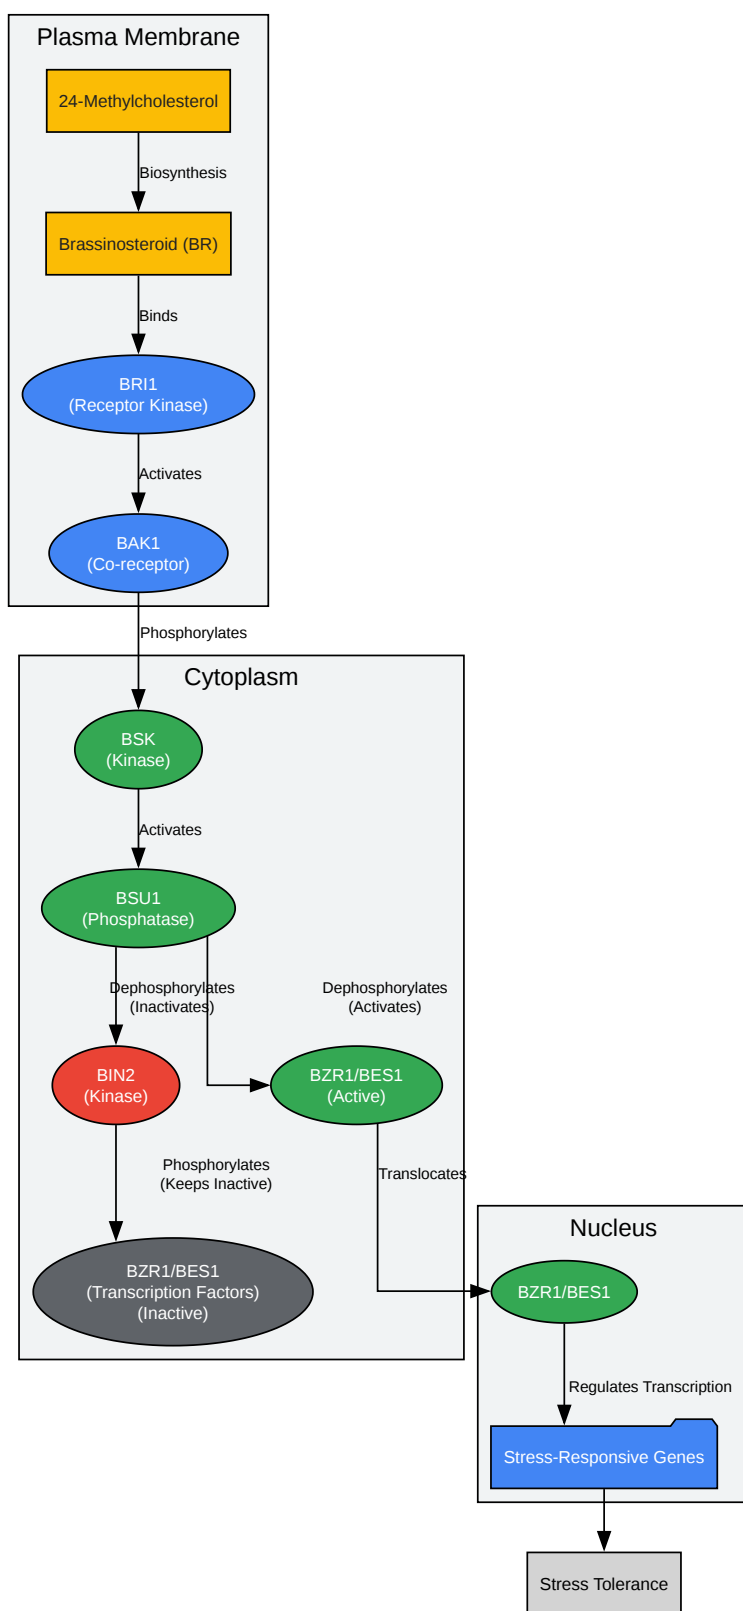 Plasma Membrane
24-Methylcholesterol
Biosynthesis
Brassinosteroid (BR)
Binds
BRI1
(Receptor Kinase)
Activates
BAK1
(Co-receptor)
Phosphorylates
Cytoplasm
BSK
(Kinase)
Activates
BSU1
(Phosphatase)
Dephosphorylates
(Inactivates)
Dephosphorylates
(Activates)
BIN2
(Kinase)
BZR1/BES1
(Active)
Phosphorylates
(Keeps Inactive)
Translocates
BZR1/BES1
(Transcription Factors)
(Inactive)
Nucleus
BZR1/BES1
Regulates Transcription
Stress-Responsive Genes
Stress Tolerance